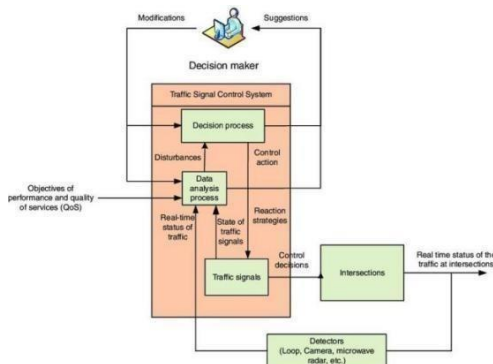 Modifications
Suggestions
Decision maker
Traffic Signal Control System
Decision process
Disturbances
Control
action
Data
analysis
process
Objectives of
performance and quality
of services (QoS)
Real-time
status of
traffic
State of
traffic
signals
Reaction
strategies
Traffic signals
Control
decisions
Intersections
Real time status of the
traffic at intersections
Detectors
(Loop, Camera, microwave
radar, etc.)